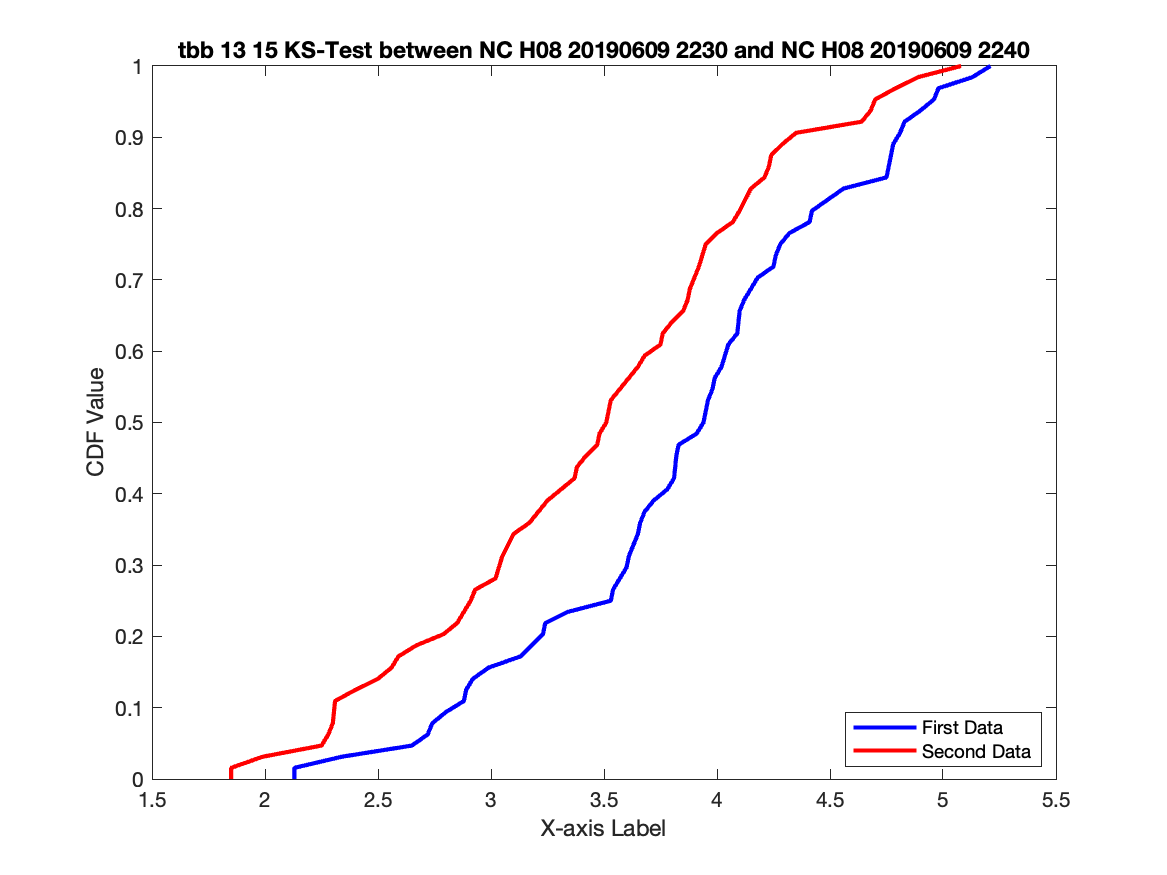 tbb 13 15 KS-Test between NC H08 20190609 2230 and NC H08 20190609 2240
1
0.9
0.8
0.7
0.6
0.5
0.4
0.3
0.2
0.1
0
CDF Value
1.5 2 2.5 3 3.5 4 4.5 5 5.5
X-axis Label
First Data
Second Data